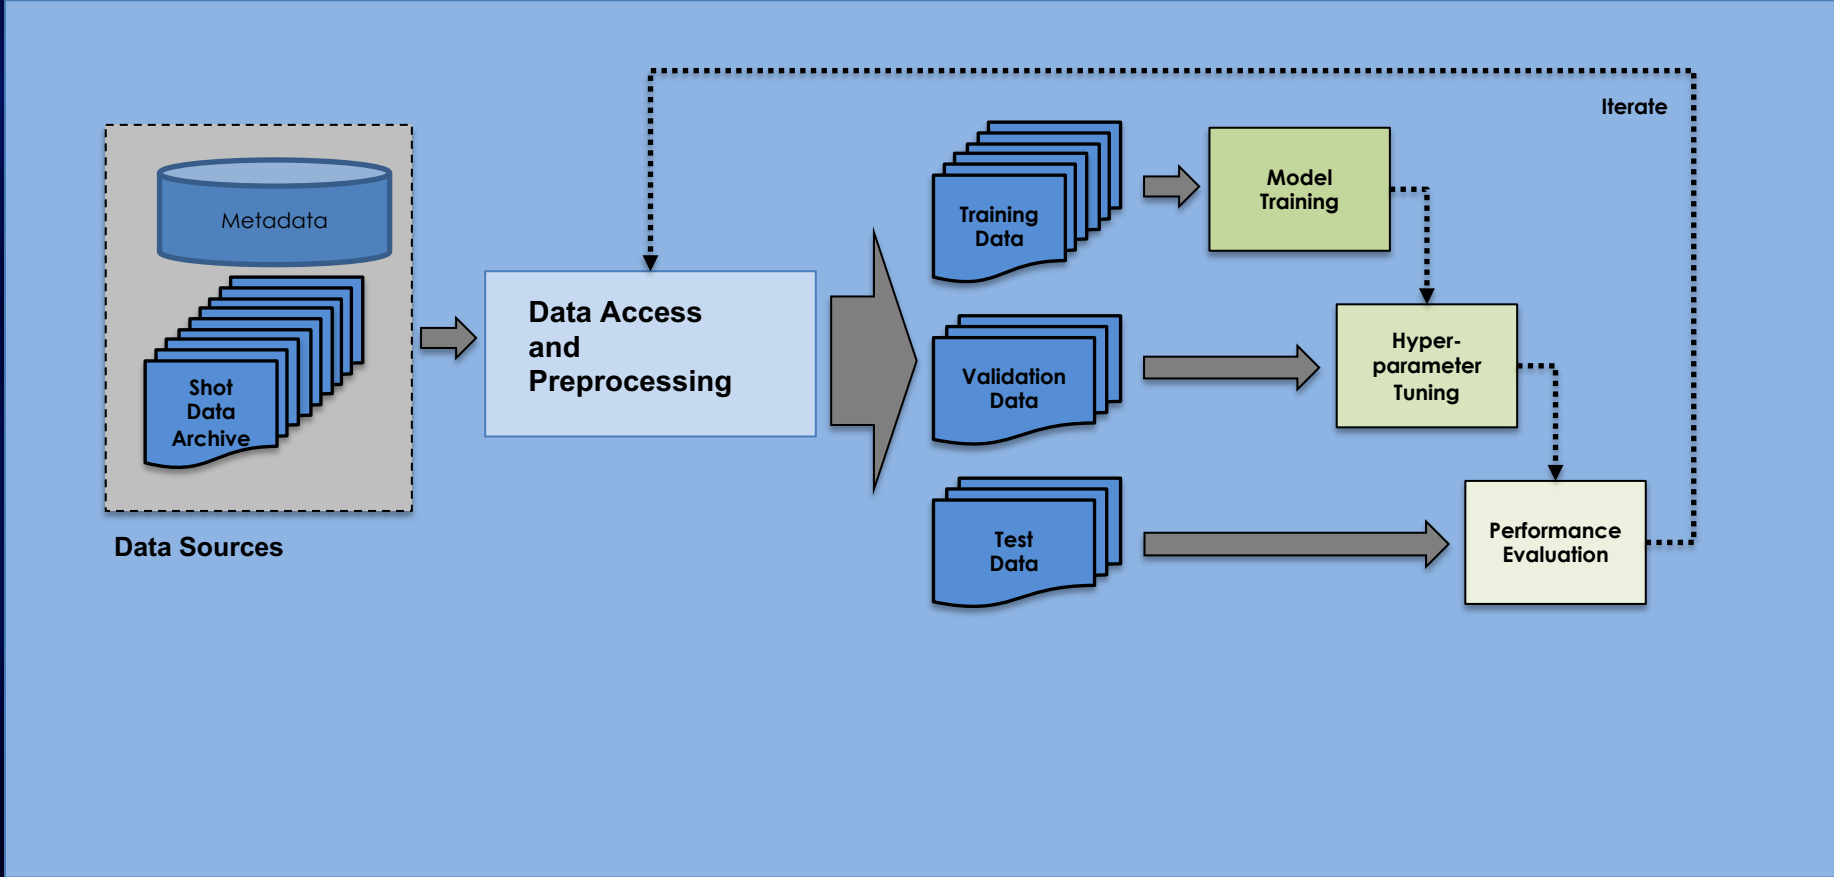 Iterate
Metadata
Shot
Data
Archive
Data Sources
Data Access
and
Preprocessing
Training
Data
Model
Training
Validation
Data
Hyper-
parameter
Tuning
Test
Data
Performance
Evaluation